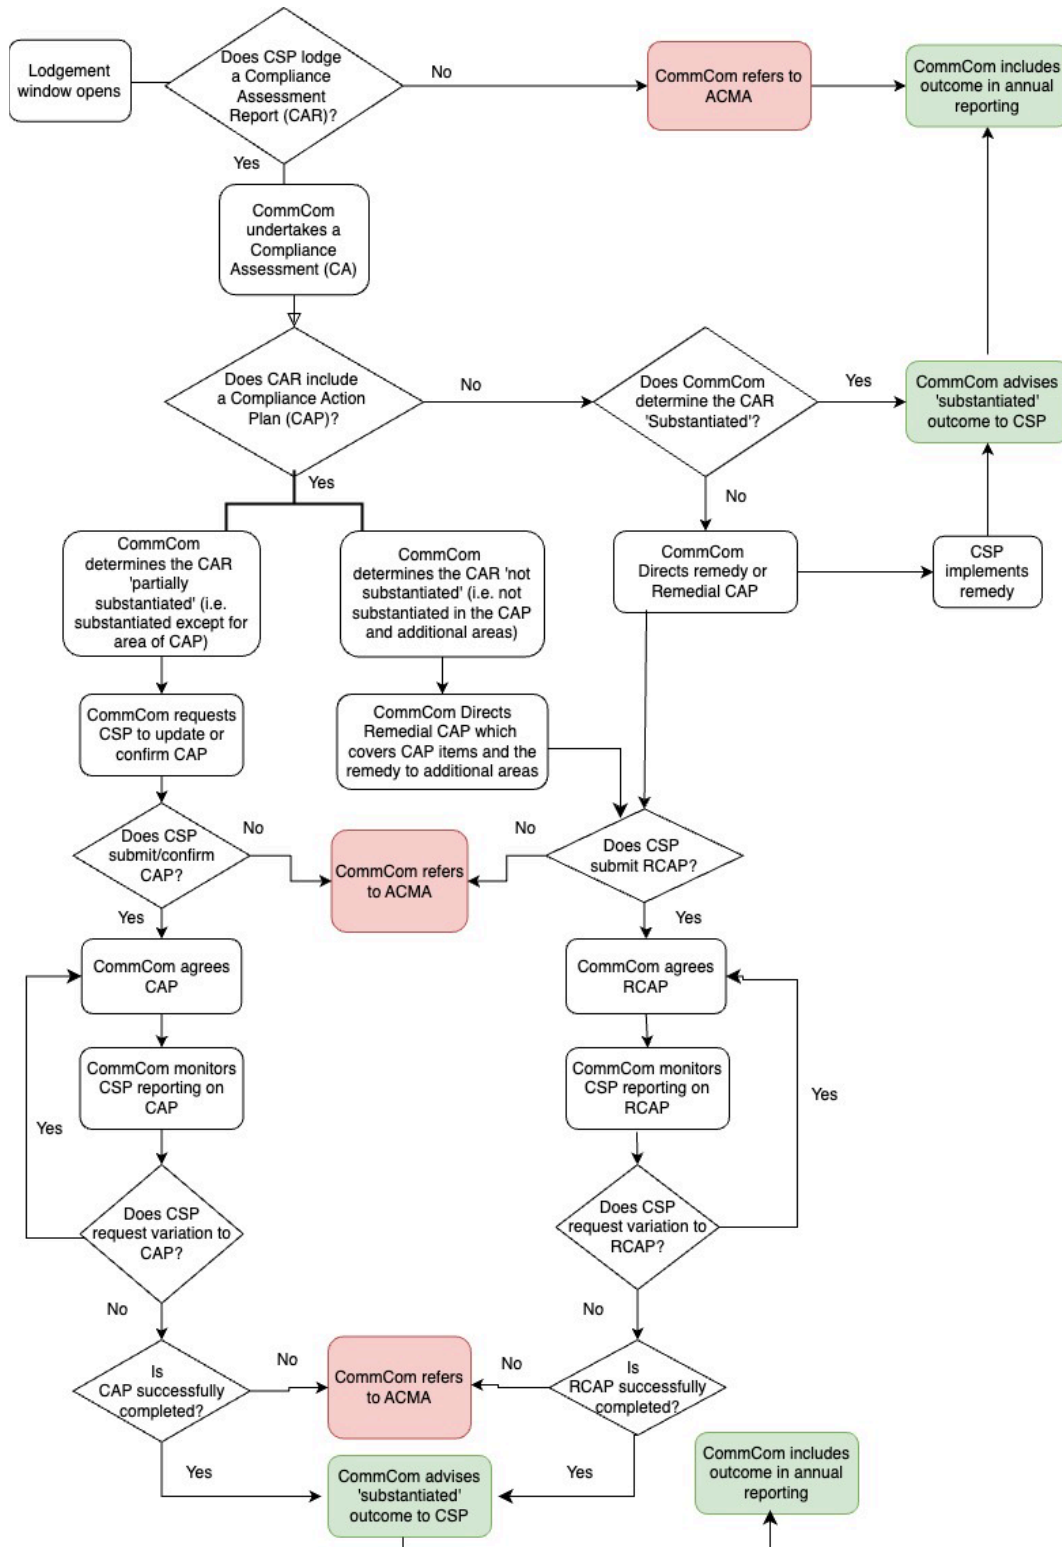 Does CSP lodge
a Compliance
Assessment
Report (CAR)?
Lodgement
window opens
No
CommCom refers to
ACMA
CommCom includes
outcome in annual
reporting
Yes
CommCom
undertakes a
Compliance
Assessment (CA)
Does CAR include
a Compliance Action
Plan (CAP)?
No
Does CommCom
determine the CAR
'Substantiated'?
Yes
CommCom advises
'substantiated'
outcome to CSP
Yes
No
CommCom
determines the CAR
'partially
substantiated' (i.e.
substantiated except for
area of CAP)
CommCom
determines the CAR 'not
substantiated' (i.e. not
substantiated in the CAP
and additional areas)
CommCom
Directs remedy or
Remedial CAP
CSP
implements
remedy
CommCom requests
CSP to update or
confirm CAP
CommCom Directs
Remedial CAP which
covers CAP items and the
remedy to additional areas
Does CSP
submit/confirm
CAP?
No
CommCom refers
to ACMA
No
Does CSP
submit RCAP?
Yes
Yes
CommCom agrees
CAP
CommCom agrees
RCAP
CommCom monitors
CSP reporting on
CAP
CommCom monitors
CSP reporting on
RCAP
Yes
Yes
Does CSP
request variation to
CAP?
Does CSP
request variation to
RCAP?
No
No
Is
CAP successfully
completed?
No
CommCom refers
to ACMA
No
Is
RCAP successfully
completed?
Yes
CommCom advises
'substantiated'
outcome to CSP
Yes
CommCom includes
outcome in annual
reporting